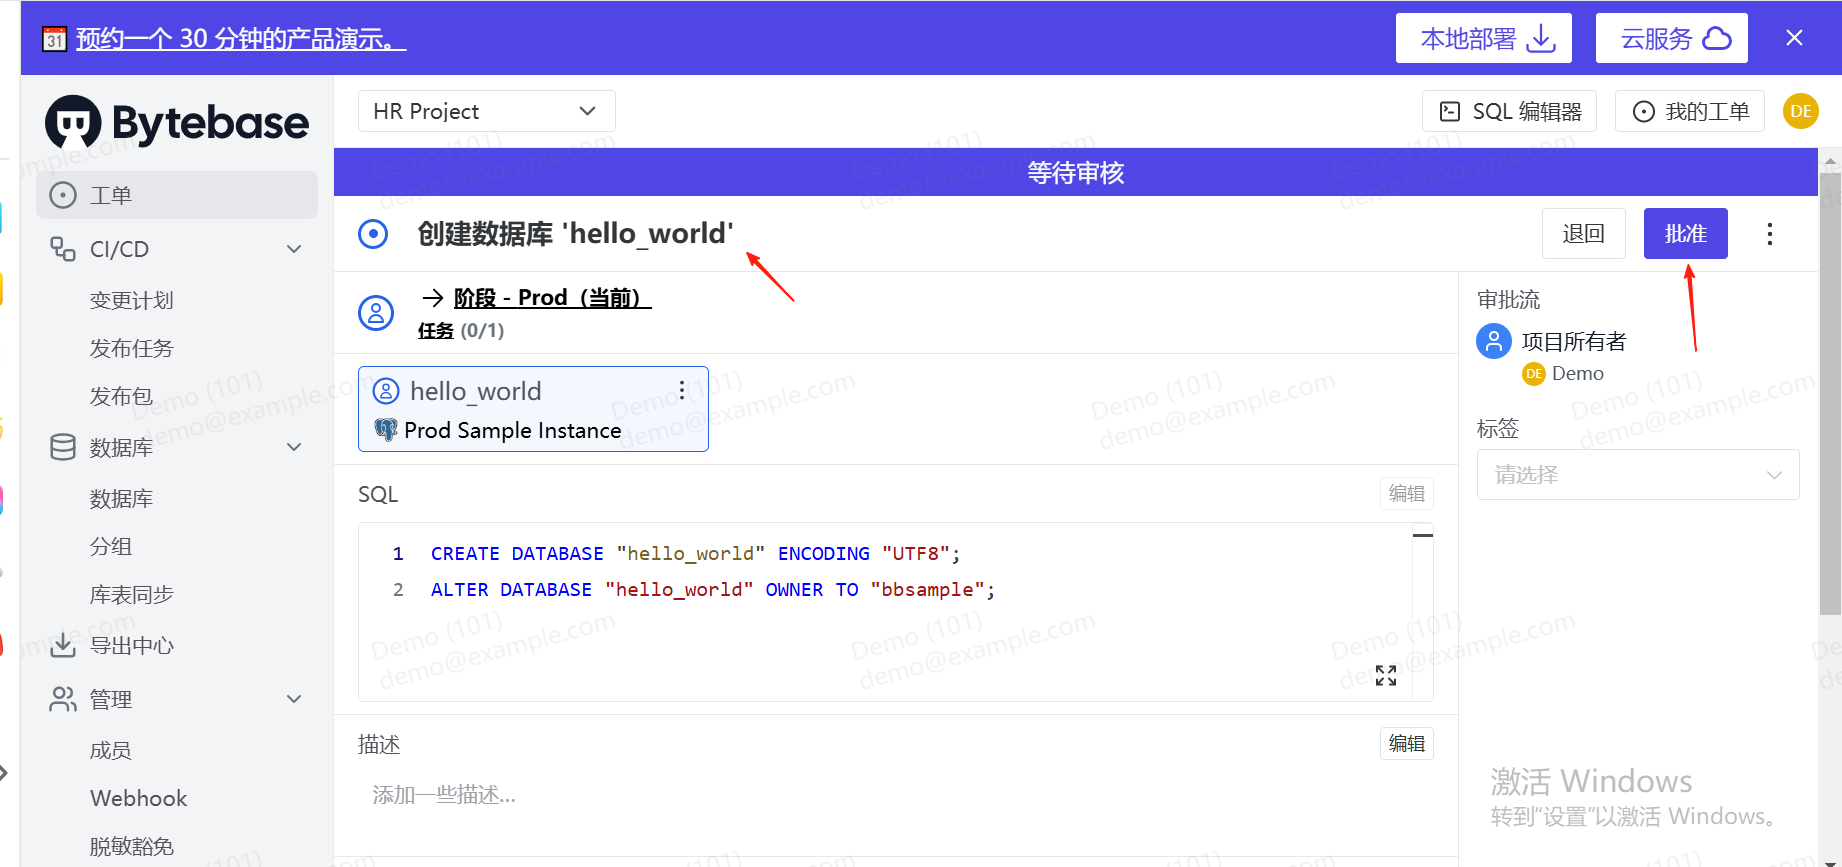 31 预约一个 30 分钟的产品演示。
本地部署
云服务
Bytebase
HR Project
SQL 编辑器
我的工单
DE
等待审核
工单
CI/CD
变更计划
发布任务
发布包
数据库
数据库
分组
库表同步
导出中心
管理
成员
Webhook
脱敏豁免
创建数据库 'hello_world'
退回
批准
阶段 - Prod（当前）
任务 (0/1)
hello_world
Prod Sample Instance
SQL
编辑
1 CREATE DATABASE "hello_world" ENCODING "UTF8";
2 ALTER DATABASE "hello_world" OWNER TO "bbsample";
描述
编辑
添加一些描述...
审批流
项目所有者
DE Demo
标签
请选择
激活 Windows
转到“设置”以激活 Windows。
Demo (101)
demo@example.com